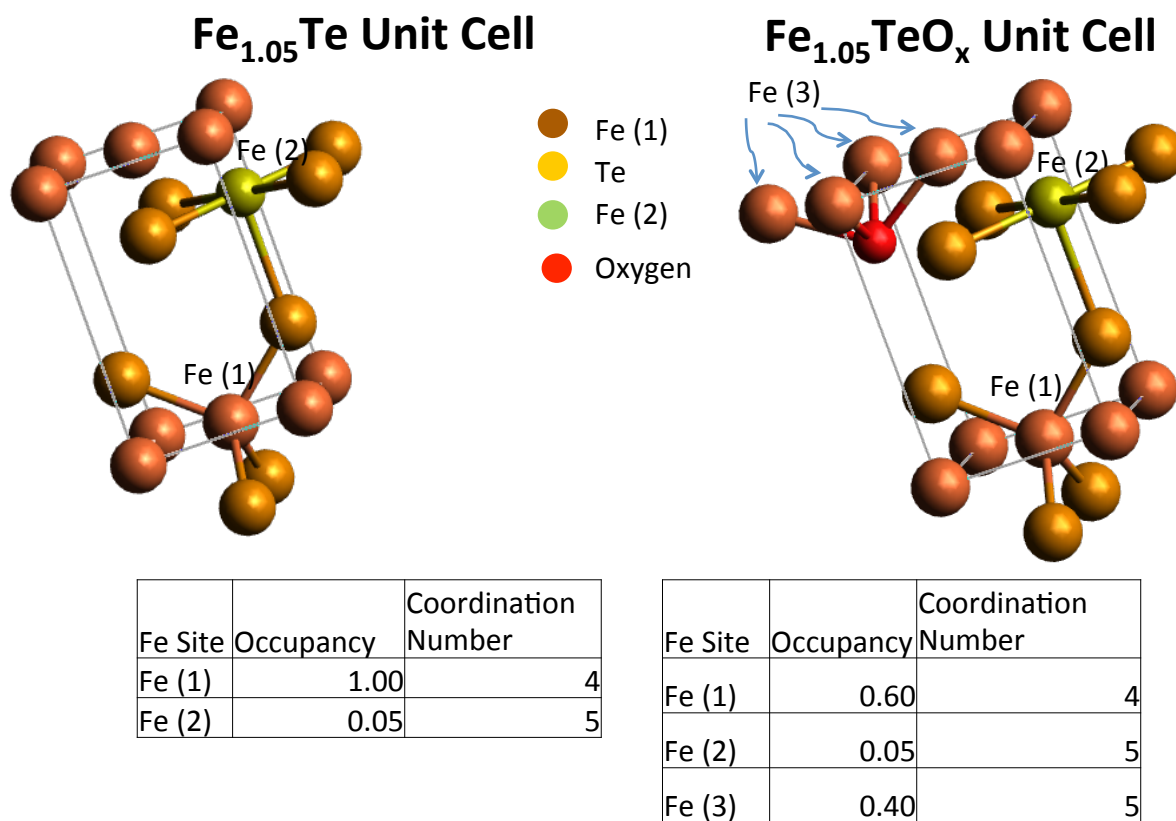 Fe1.05Te Unit Cell
Fe (2)
Fe (1)
Fe (1)
Te
Fe (2)
Oxygen
Fe1.05TeOx Unit Cell
Fe (3)
Fe (2)
Fe (1)
Fe Site Occupancy Coordination Number
Fe (1) 1.00 4
Fe (2) 0.05 5
Fe Site Occupancy Coordination Number
Fe (1) 0.60 4
Fe (2) 0.05 5
Fe (3) 0.40 5